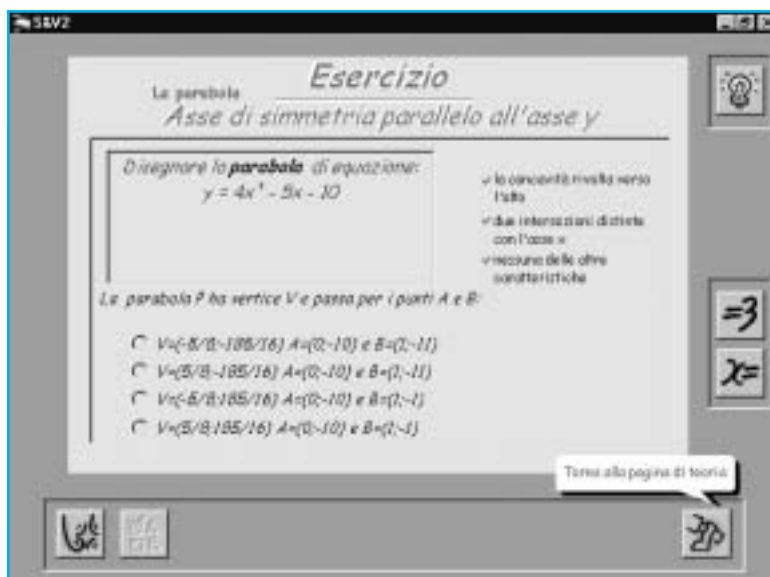 S&V2
Esercizio
La parabola
Asse di simmetria parallelo all'asse y
Disegnare la parabola di equazione:
y = 4x² - 5x - 10
✓ la concavità rivolta verso
l'alto
✓ due intersezioni distinte
con l'asse x
✓ nessuna delle altre
caratteristiche
La parabola P ha vertice V e passa per i punti A e B:
V=(-5/8;-185/16) A=(0;-10) e B=(1;-11)
V=(5/8;-185/16) A=(0;-10) e B=(1;-11)
V=(-5/8;185/16) A=(0;-10) e B=(1;-1)
V=(5/8;185/16) A=(0;-10) e B=(1;-1)
=3
x=
Torna alla pagina di teoria